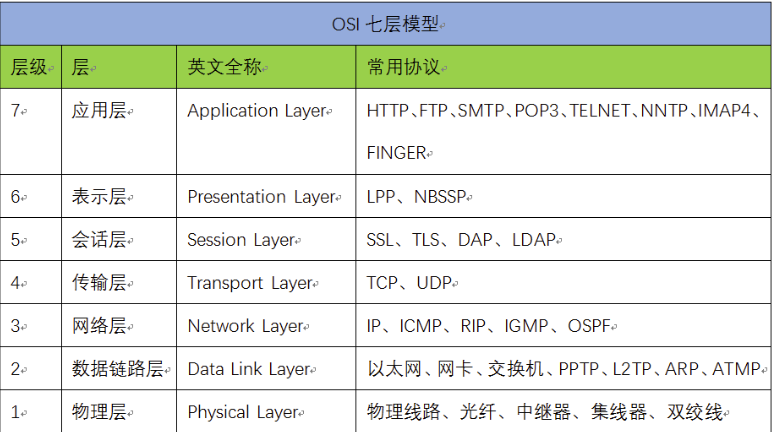 OSI 七层模型
层级 层 英文全称 常用协议
7 应用层 Application Layer HTTP、FTP、SMTP、POP3、TELNET、NNTP、IMAP4、
FINGER
6 表示层 Presentation Layer LPP、NBSSP
5 会话层 Session Layer SSL、TLS、DAP、LDAP
4 传输层 Transport Layer TCP、UDP
3 网络层 Network Layer IP、ICMP、RIP、IGMP、OSPF
2 数据链路层 Data Link Layer 以太网、网卡、交换机、PPTP、L2TP、ARP、ATMP
1 物理层 Physical Layer 物理线路、光纤、中继器、集线器、双绞线